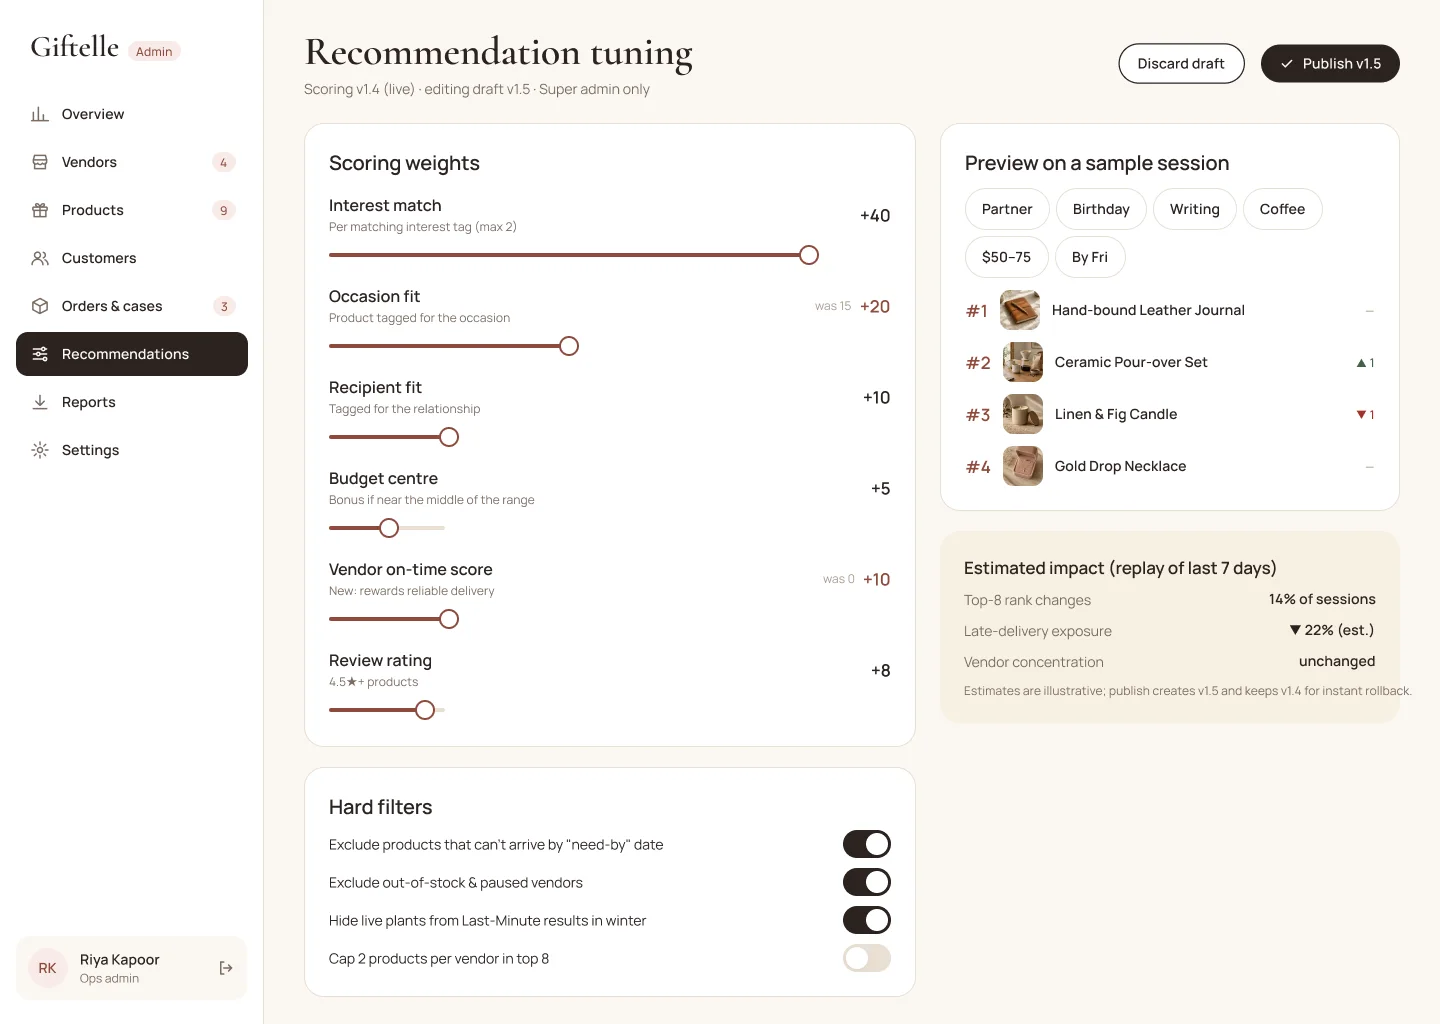 Giftelle Admin
Overview
Vendors 4
Products 9
Customers
Orders & cases 3
Recommendations
Reports
Settings
RK
Riya Kapoor
Ops admin
Recommendation tuning
Scoring v1.4 (live) · editing draft v1.5 · Super admin only
Discard draft
Publish v1.5
Scoring weights
Interest match
Per matching interest tag (max 2)
+40
Occasion fit
Product tagged for the occasion
was 15 +20
Recipient fit
Tagged for the relationship
+10
Budget centre
Bonus if near the middle of the range
+5
Vendor on-time score
New: rewards reliable delivery
was 0 +10
Review rating
4.5★+ products
+8
Hard filters
Exclude products that can't arrive by "need-by" date
Exclude out-of-stock & paused vendors
Hide live plants from Last-Minute results in winter
Cap 2 products per vendor in top 8
Preview on a sample session
Partner Birthday Writing Coffee
$50–75 By Fri
#1 Hand-bound Leather Journal –
#2 Ceramic Pour-over Set ▲1
#3 Linen & Fig Candle ▼1
#4 Gold Drop Necklace –
Estimated impact (replay of last 7 days)
Top-8 rank changes 14% of sessions
Late-delivery exposure ▼ 22% (est.)
Vendor concentration unchanged
Estimates are illustrative; publish creates v1.5 and keeps v1.4 for instant rollback.